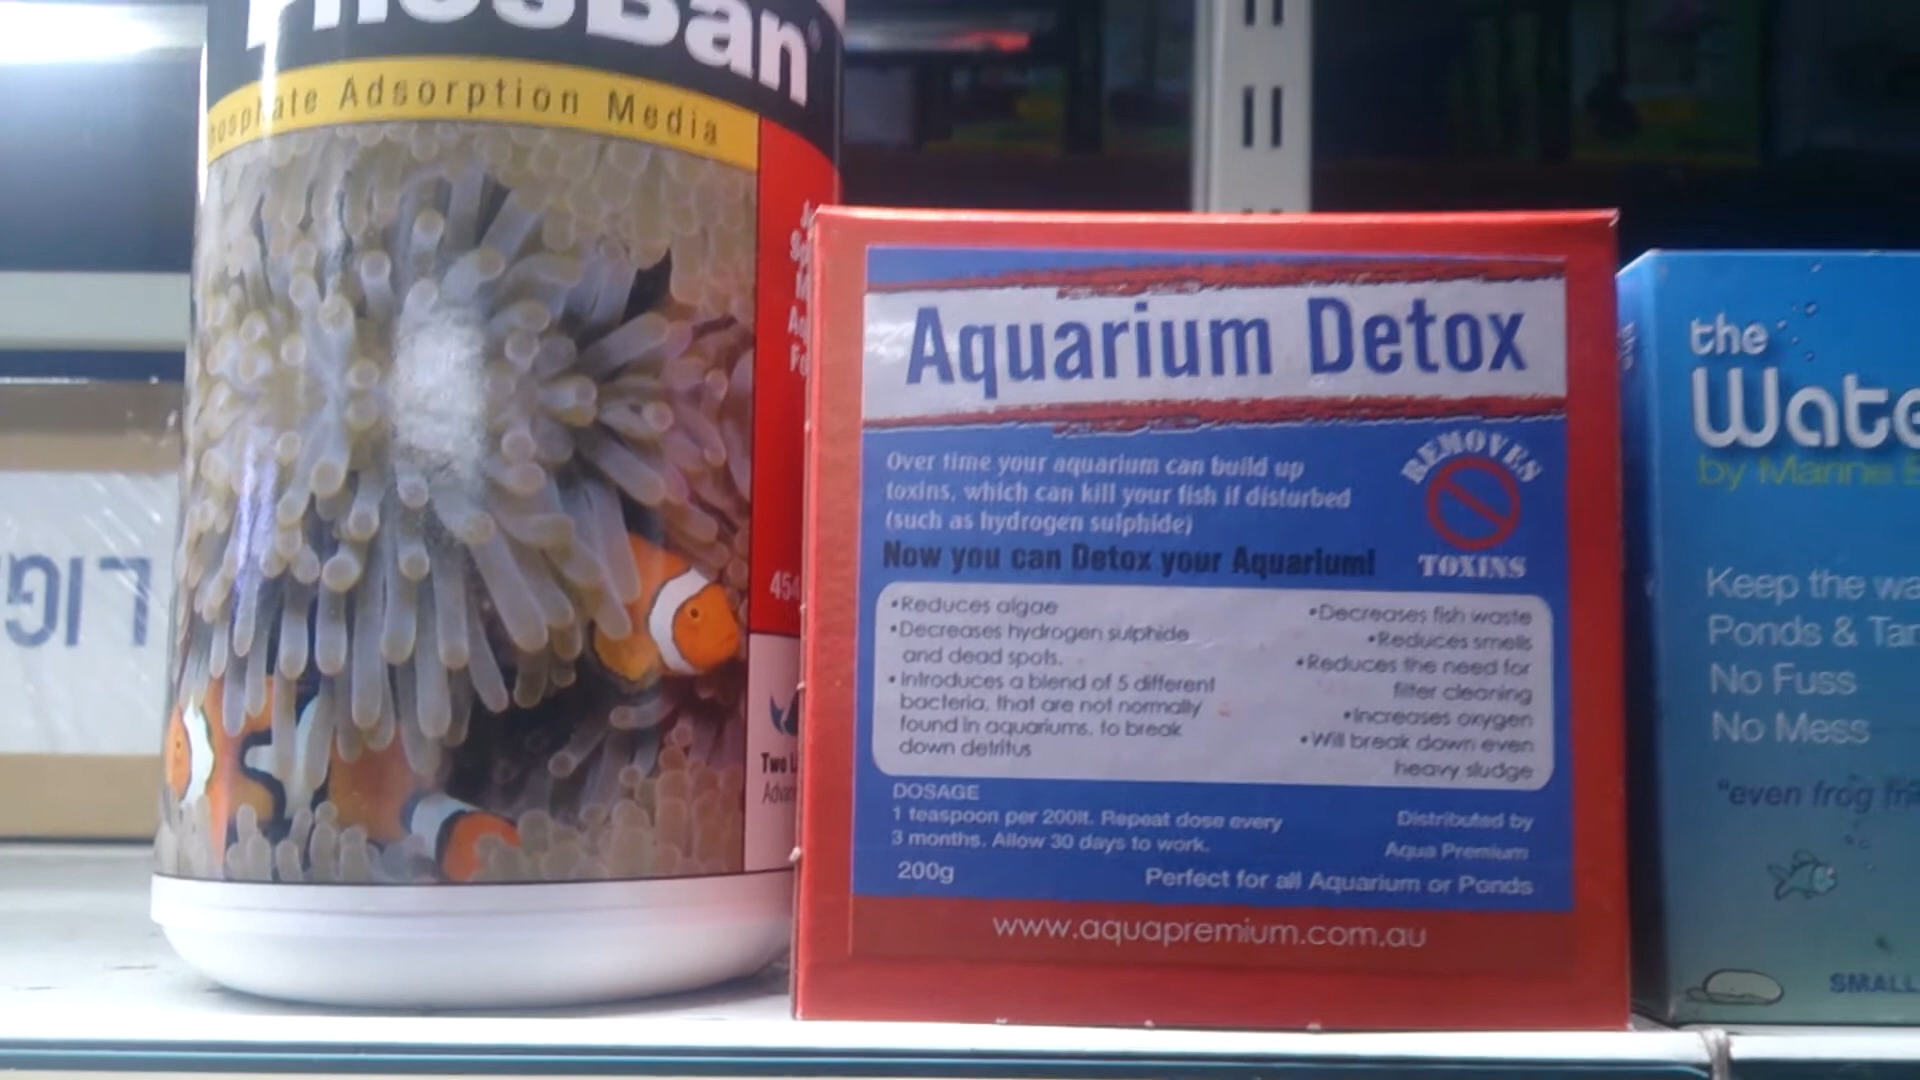 Adsorption Media
Two
LIG
Aquarium Detox
Over time your aquarium can build up
toxins, which can kill your fish if disturbed
(such as hydrogen sulphide)
Now you can Detox your Aquarium!
REMOVES
TOXINS
•Reduces algae
•Decreases hydrogen sulphide
and dead spots.
•Introduces a blend of 5 different
bacteria, that are not normally
found in aquariums, to break
down detritus
•Decreases fish waste
•Reduces smells
•Reduces the need for
filter cleaning
•Increases oxygen
•Will break down even
heavy sludge
DOSAGE
1 teaspoon per 200lt. Repeat dose every
3 months. Allow 30 days to work.
200g
Distributed by
Aqua Premium
Perfect for all Aquarium or Ponds
www.aquapremium.com.au
the
Wate
by Marine
Keep the wa
Ponds & Tan
No Fuss
No Mess
"even frog
SMALL